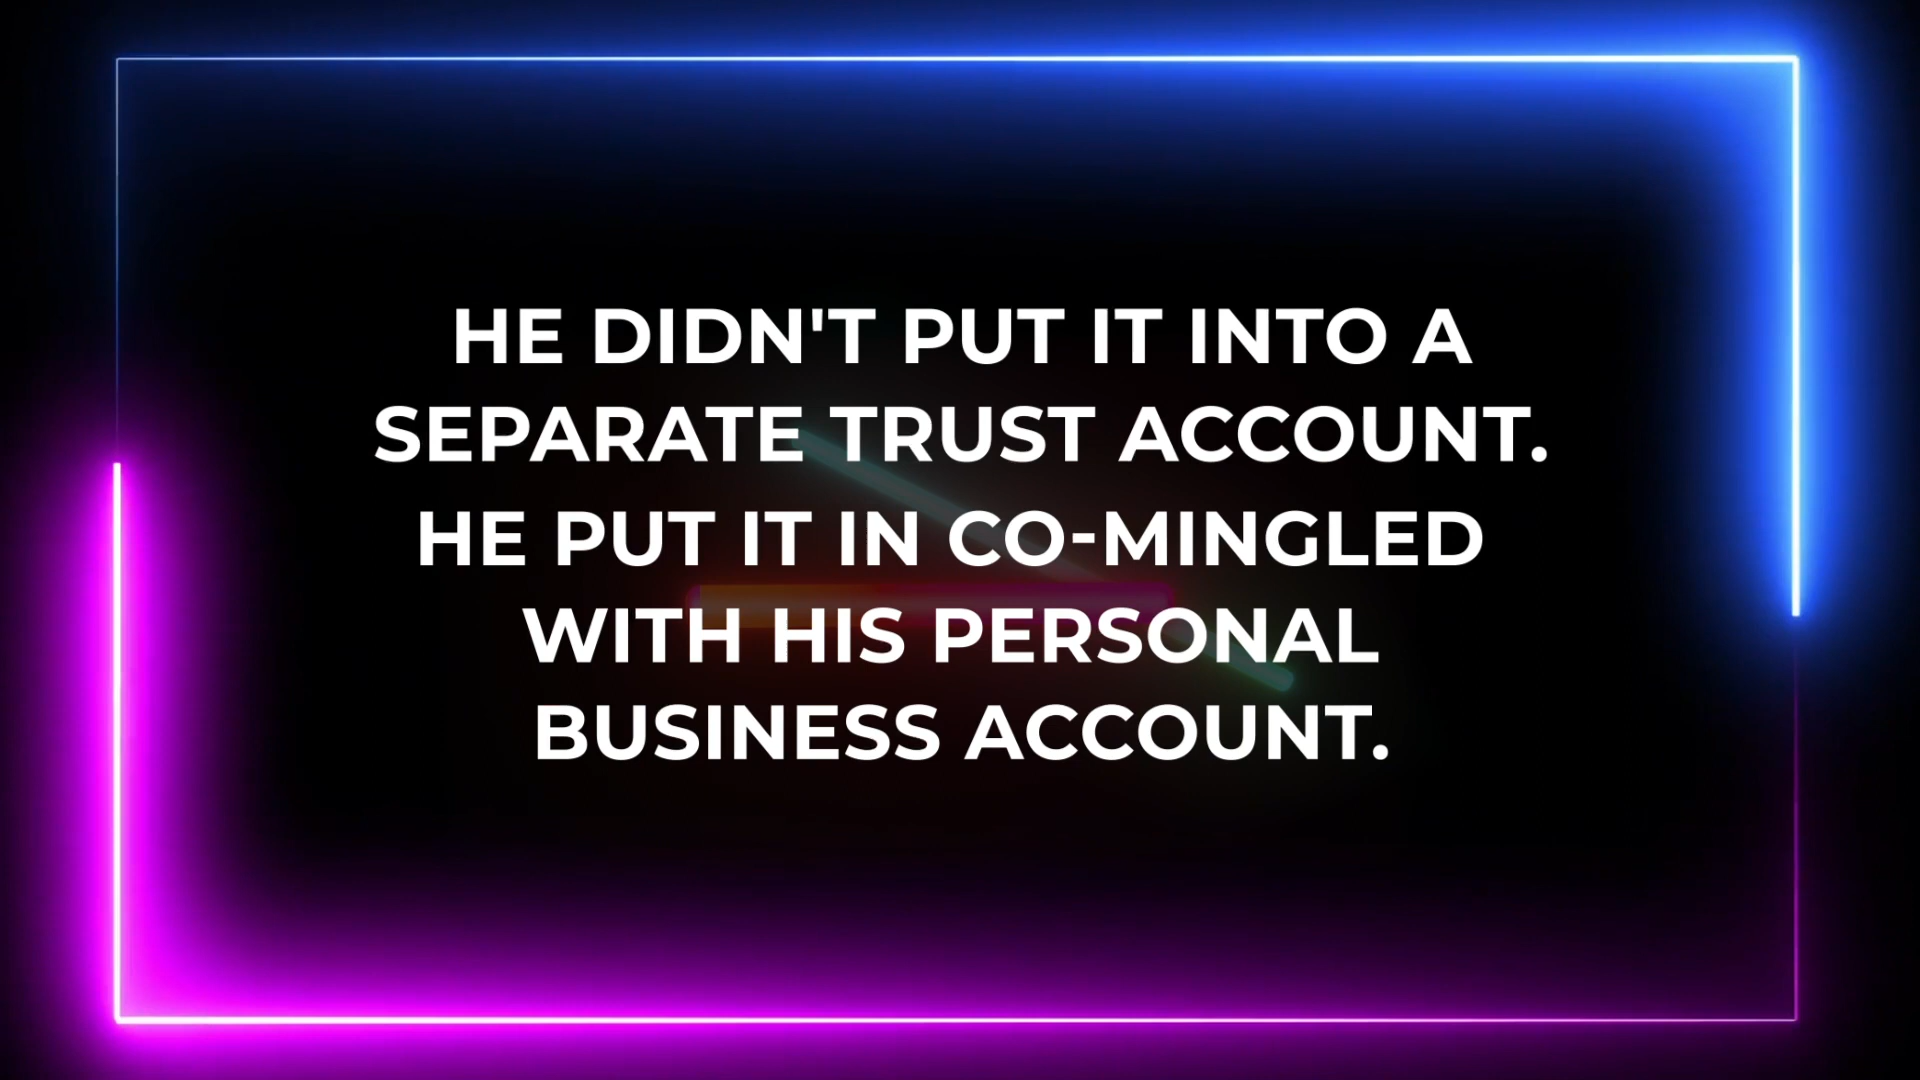 HE DIDN'T PUT IT INTO A
SEPARATE TRUST ACCOUNT.
HE PUT IT IN CO-MINGLED
WITH HIS PERSONAL
BUSINESS ACCOUNT.